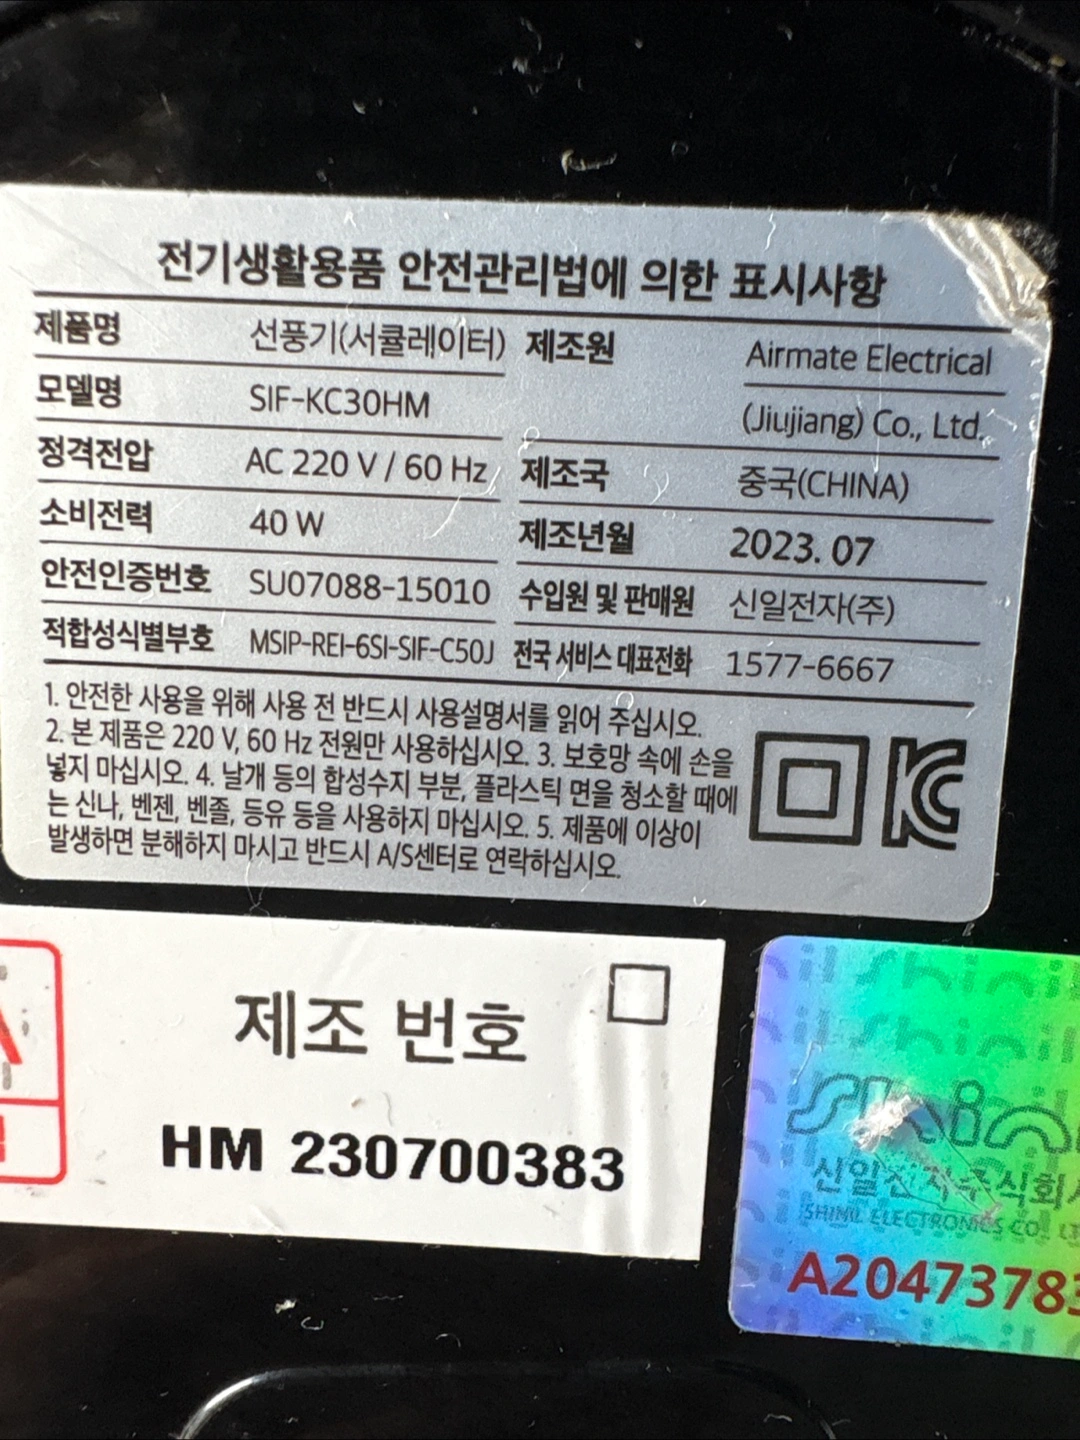 전기생활용품 안전관리법에 의한 표시사항
제품명 선풍기(서큘레이터)
모델명 SIF-KC30HM
정격전압 AC 220 V / 60 Hz
소비전력 40 W
안전인증번호 SU07088-15010
적합성식별부호 MSIP-REI-6SI-SIF-C50J
제조원 Airmate Electrical
(Jiujiang) Co., Ltd.
제조국 중국(CHINA)
제조년월 2023. 07
수입원 및 판매원 신일전자(주)
전국 서비스 대표전화 1577-6667
1. 안전한 사용을 위해 사용 전 반드시 사용설명서를 읽어 주십시오.
2. 본 제품은 220 V, 60 Hz 전원만 사용하십시오. 3. 보호망 속에 손을
넣지 마십시오. 4. 날개 등의 합성수지 부분, 플라스틱 면을 청소할 때에
는 신나, 벤젠, 벤졸, 등유 등을 사용하지 마십시오. 5. 제품에 이상이
발생하면 분해하지 마시고 반드시 A/S센터로 연락하십시오.
KC
제조 번호
HM 230700383
신일전자주식회사
SHINIL ELECTRONICS CO.
A20473783